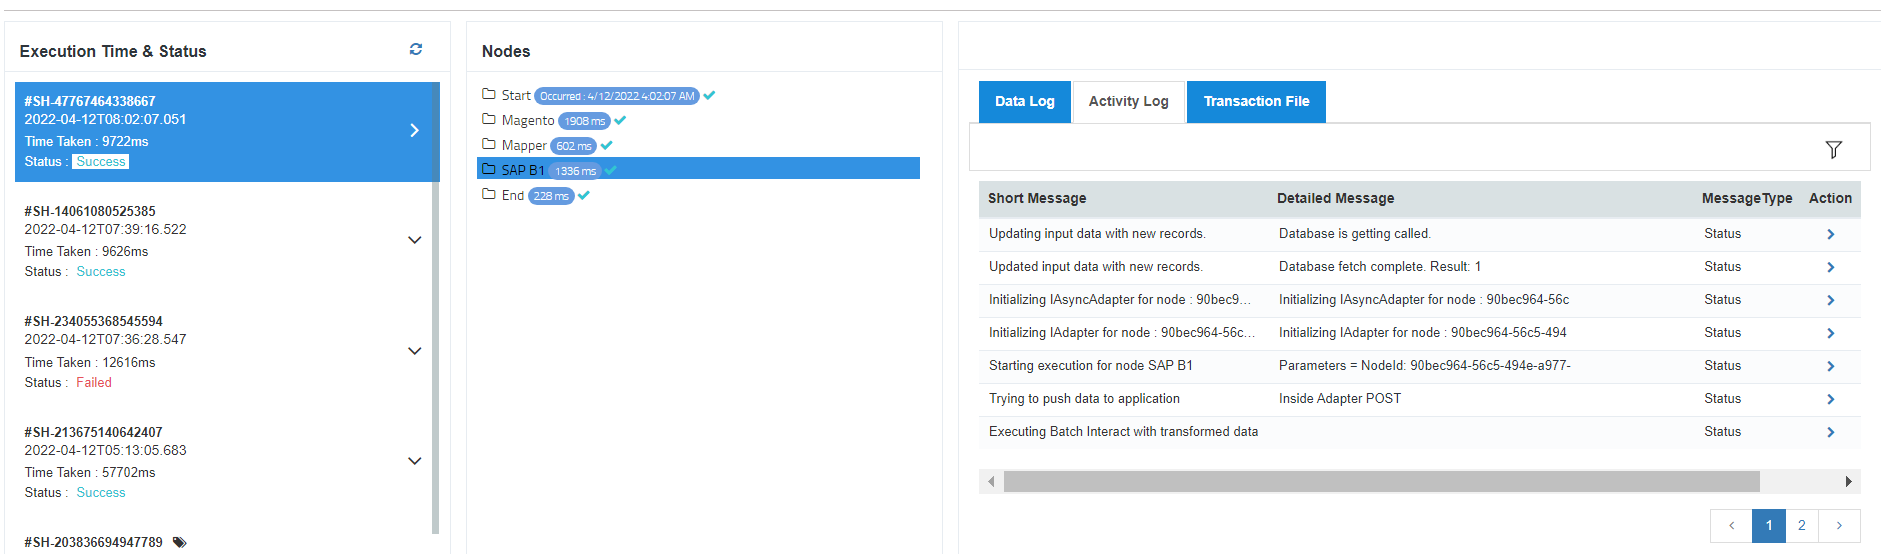 Execution Time & Status
#SH-47767464338667
2022-04-12T08:02:07.051
Time Taken : 9722ms
Status : Success
#SH-14061080525385
2022-04-12T07:39:16.522
Time Taken : 9626ms
Status : Success
#SH-234055368545594
2022-04-12T07:36:28.547
Time Taken : 12616ms
Status : Failed
#SH-213675140642407
2022-04-12T05:13:05.683
Time Taken : 57702ms
Status : Success
#SH-203836694947789
Nodes
Start Occurred : 4/12/2022 4:02:07 AM
Magento 1908 ms
Mapper 602 ms
SAP B1 1336 ms
End 228 ms
Data Log Activity Log Transaction File
Short Message Detailed Message MessageType Action
Updating input data with new records. Database is getting called. Status
Updated input data with new records. Database fetch complete. Result: 1 Status
Initializing IAsyncAdapter for node : 90bec9... Initializing IAsyncAdapter for node : 90bec964-56c Status
Initializing IAdapter for node : 90bec964-56c... Initializing IAdapter for node : 90bec964-56c5-494 Status
Starting execution for node SAP B1 Parameters = NodeId: 90bec964-56c5-494e-a977- Status
Trying to push data to application Inside Adapter POST Status
Executing Batch Interact with transformed data Status
‹ 1 2 ›